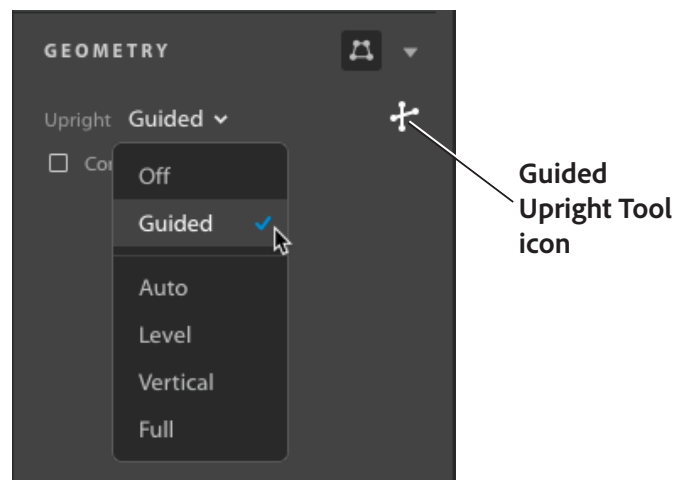 GEOMETRY
Upright Guided
Off
Guided
Auto
Level
Vertical
Full
Guided
Upright Tool
icon